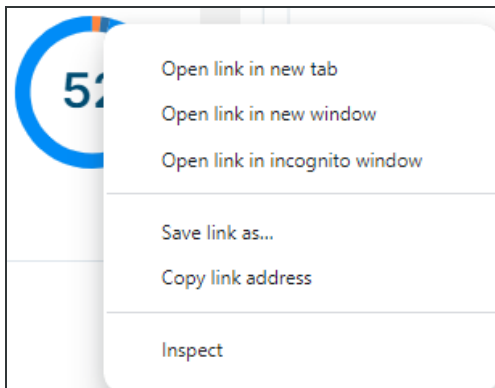 52
Open link in new tab
Open link in new window
Open link in incognito window
Save link as...
Copy link address
Inspect